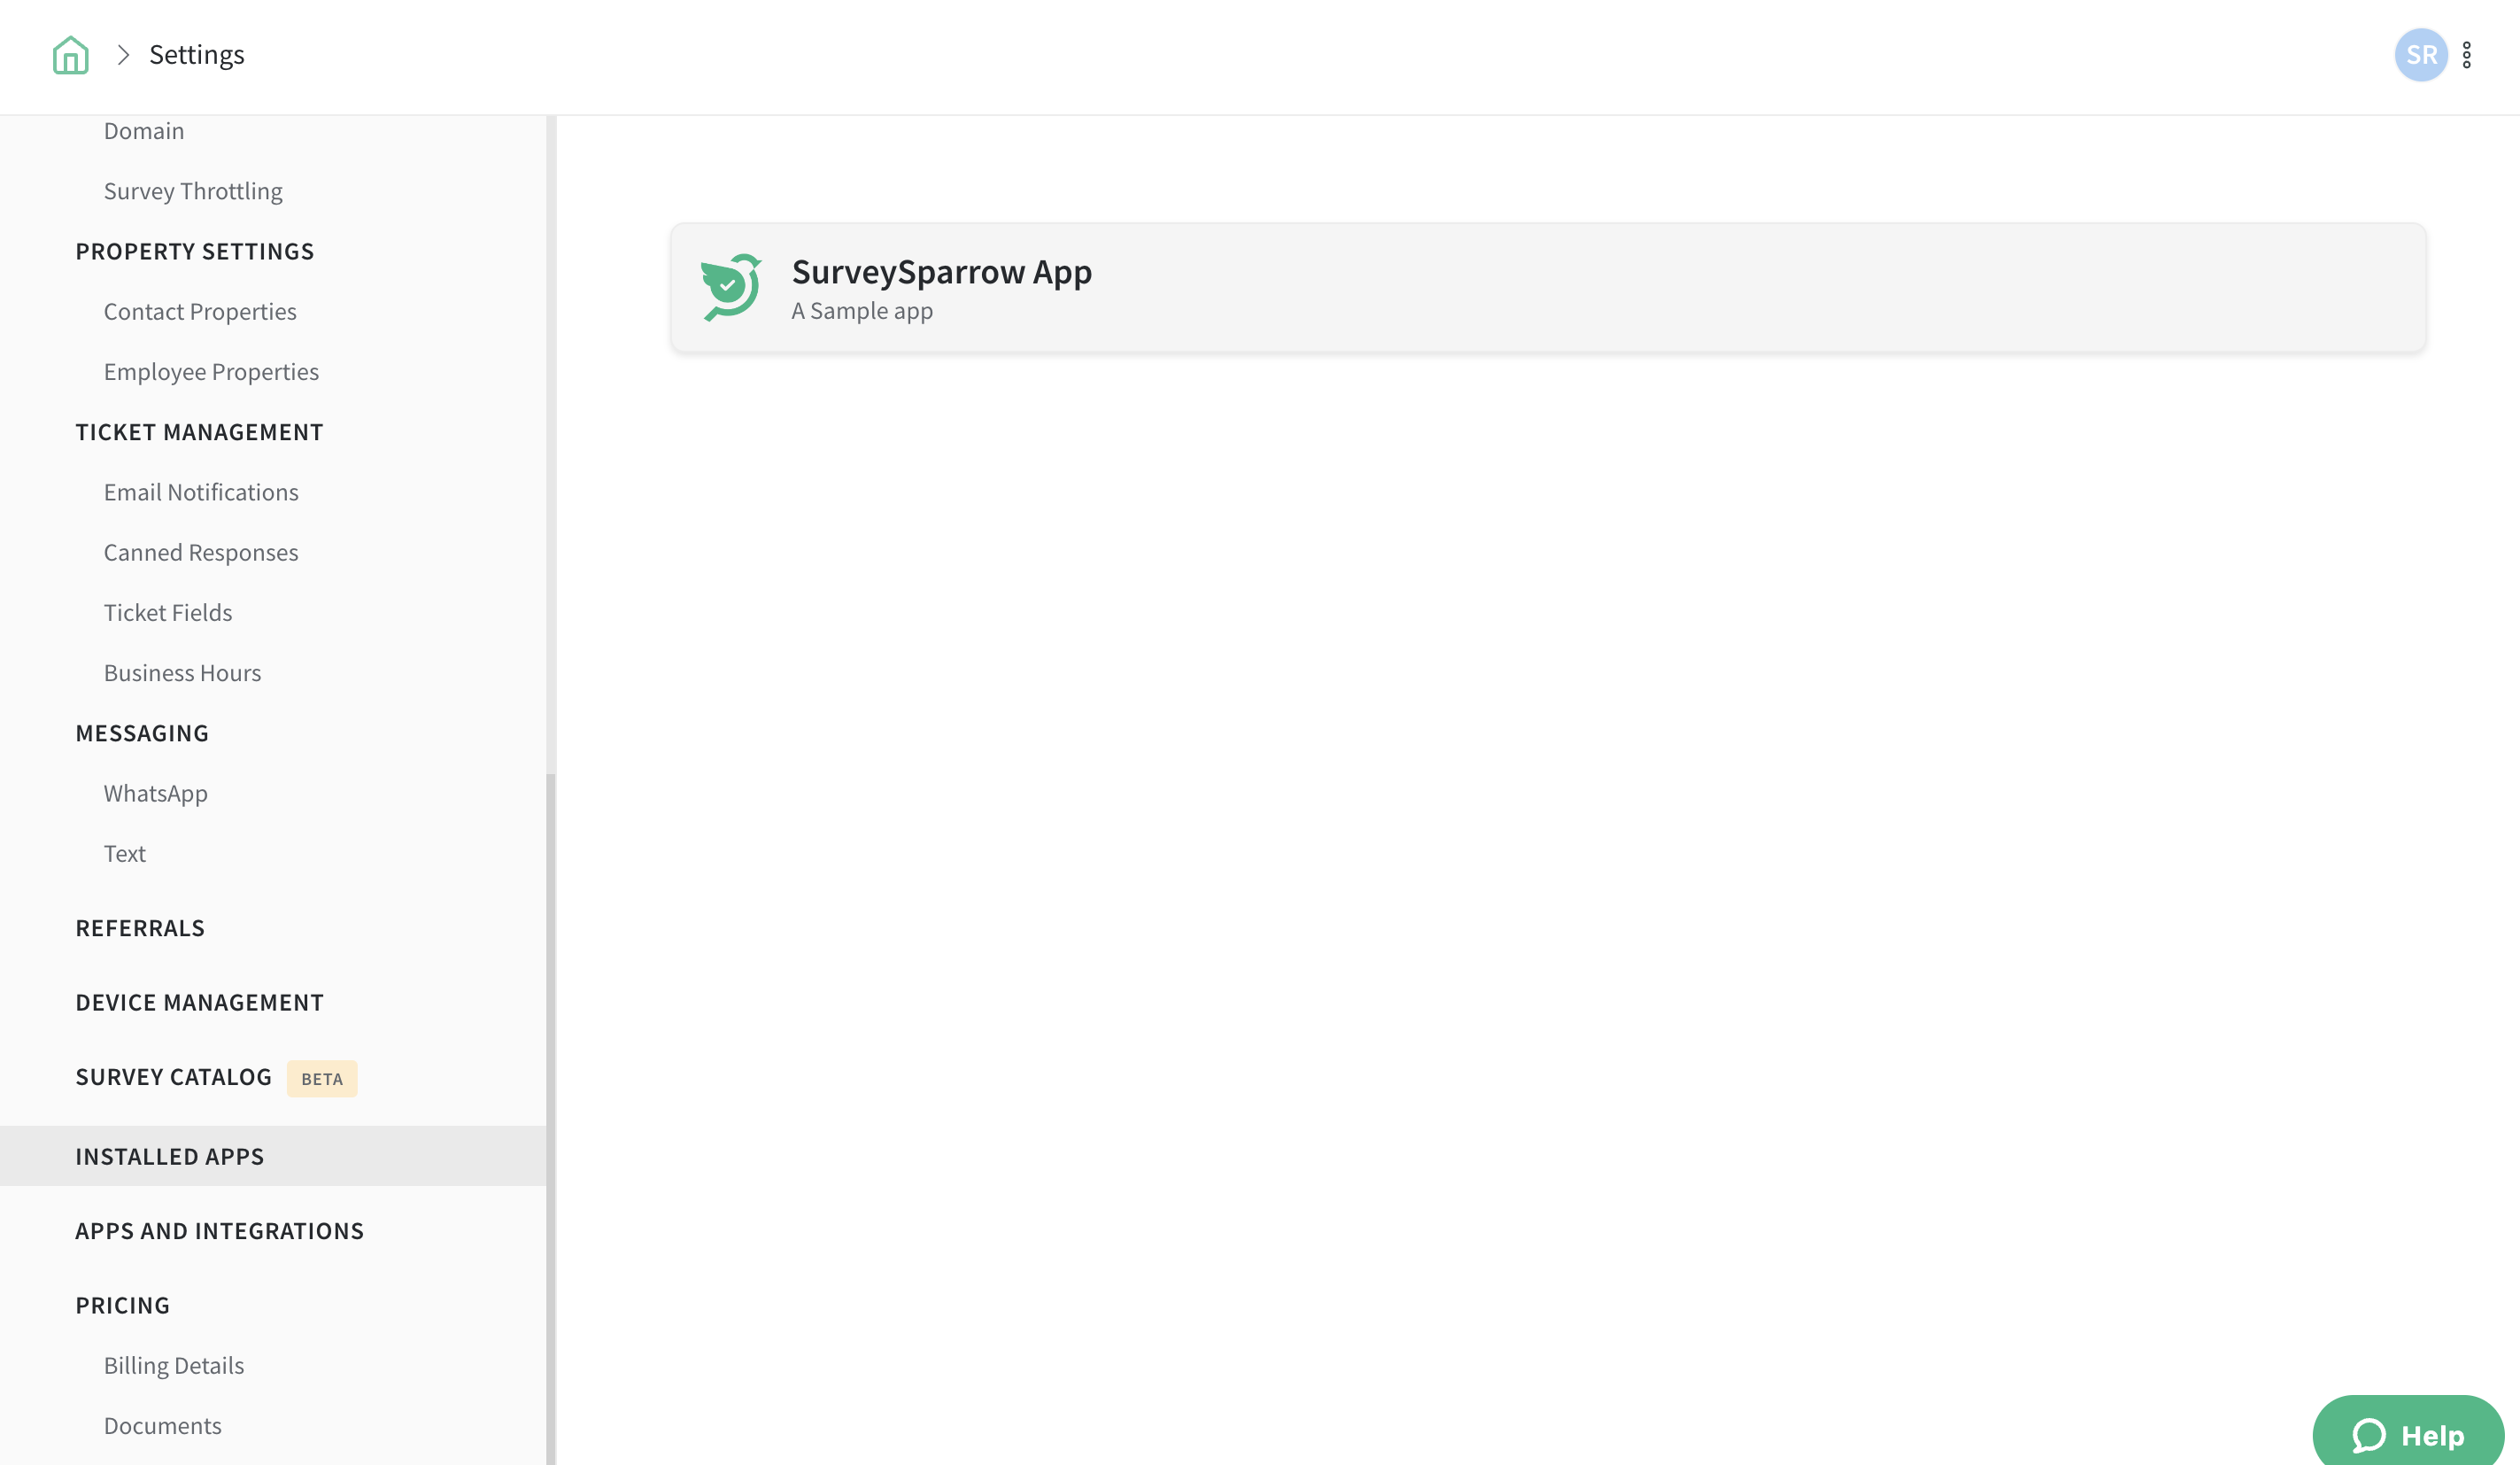 Settings
SR
Domain
Survey Throttling
PROPERTY SETTINGS
Contact Properties
Employee Properties
TICKET MANAGEMENT
Email Notifications
Canned Responses
Ticket Fields
Business Hours
MESSAGING
WhatsApp
Text
REFERRALS
DEVICE MANAGEMENT
SURVEY CATALOG BETA
INSTALLED APPS
APPS AND INTEGRATIONS
PRICING
Billing Details
Documents
SurveySparrow App
A Sample app
Help